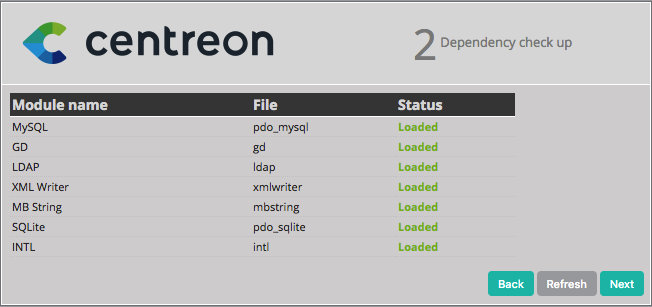 centreon
2 Dependency check up
Module name File Status
MySQL pdo_mysql Loaded
GD gd Loaded
LDAP ldap Loaded
XML Writer xmlwriter Loaded
MB String mbstring Loaded
SQLite pdo_sqlite Loaded
INTL intl Loaded
Back Refresh Next